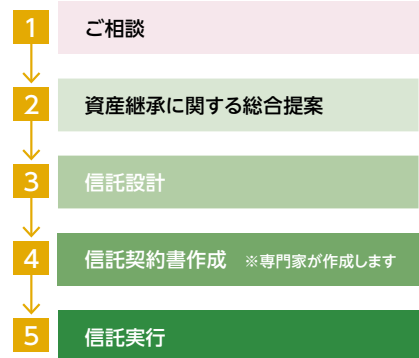 1 ご相談
2 資産継承に関する総合提案
3 信託設計
4 信託契約書作成 ※専門家が作成します
5 信託実行